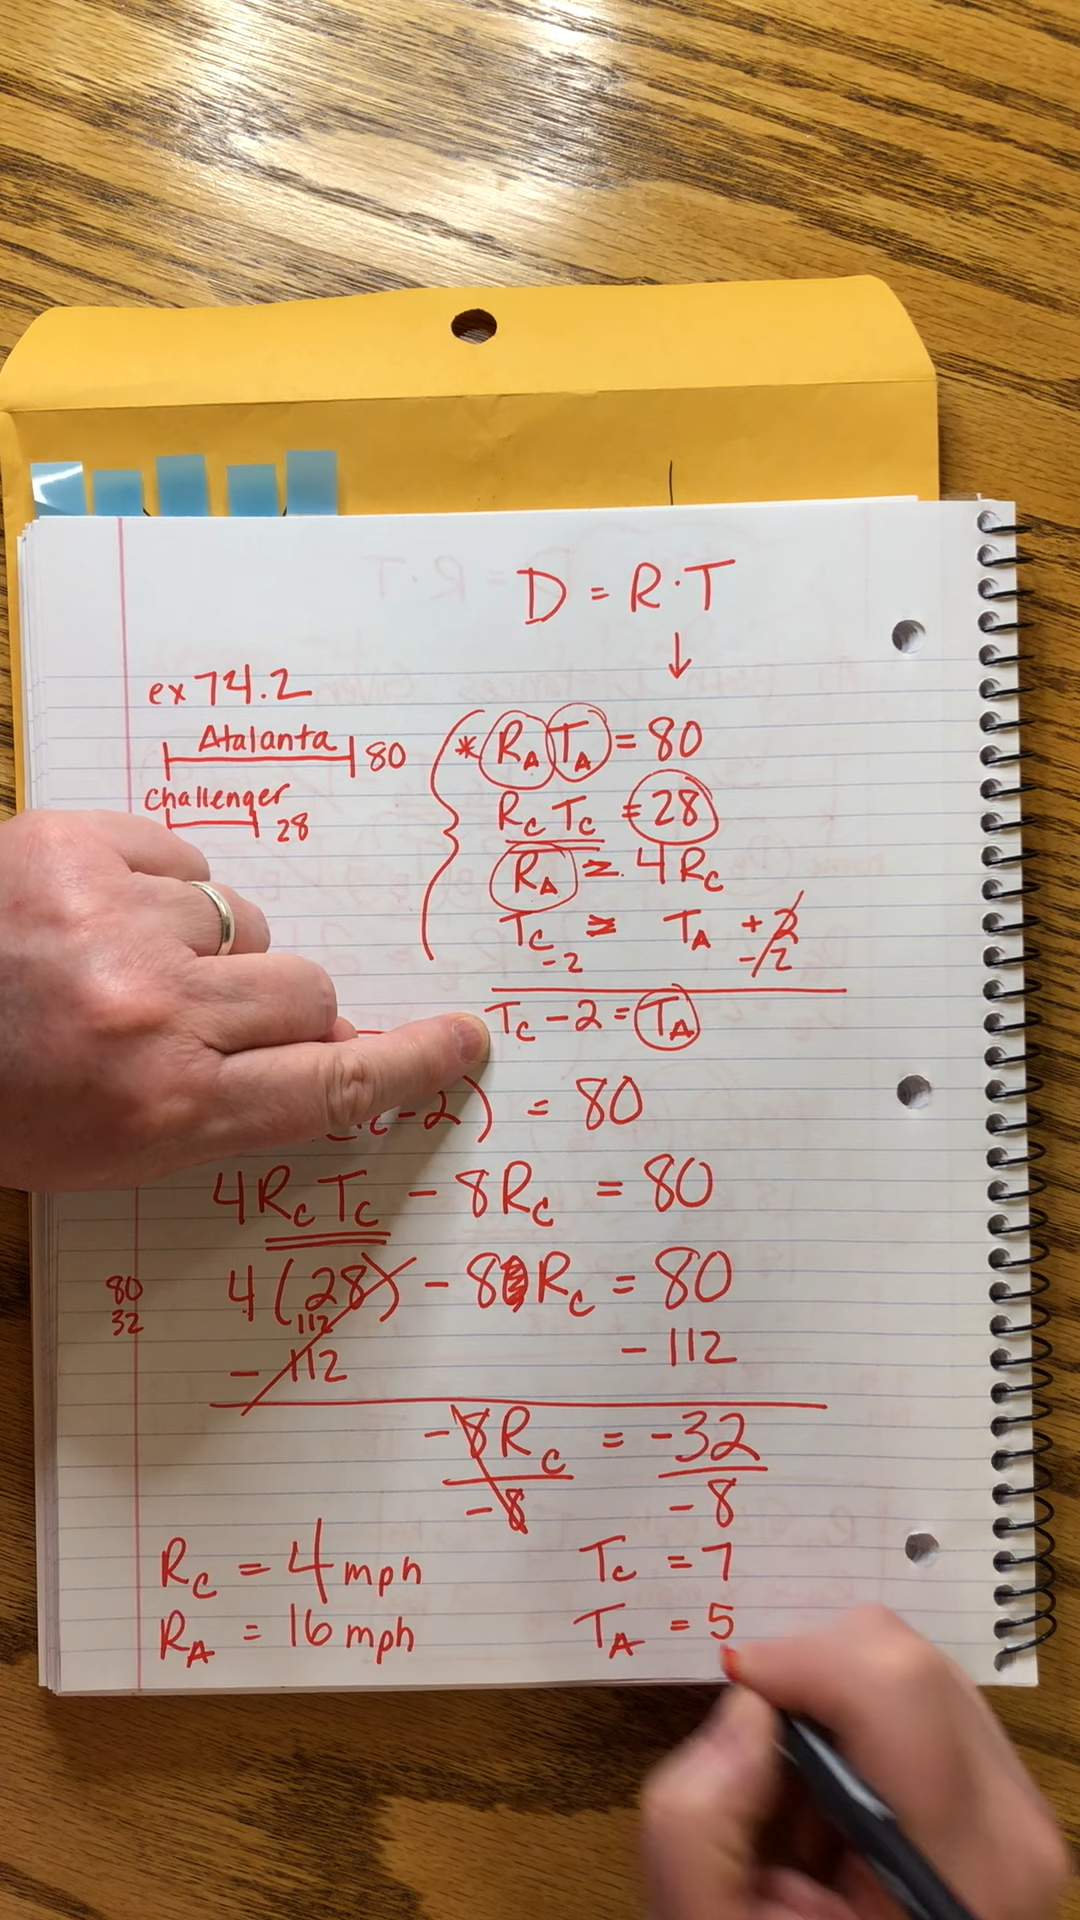 D = R·T
↓
ex 74.2
Atalanta 80
Challenger
28
* R_A T_A = 80
R_C T_C = 28
R_A = 4R_C
T_C = T_A + 2
-2 -2
T_C - 2 = T_A
-2) = 80
4R_C T_C - 8R_C = 80
80
32
4(28) - 8R_C = 80
112
- 112 - 112
-8R_C = -32
-8 -8
R_C = 4 mph T_C = 7
R_A = 16 mph T_A = 5